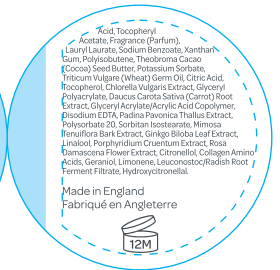 Acid, Tocopheryl
Acetate, Fragrance (Parfum),
Lauryl Laurate, Sodium Benzoate, Xanthan
Gum, Polyisobutene, Theobroma Cacao
(Cocoa) Seed Butter, Potassium Sorbate,
Triticum Vulgare (Wheat) Germ Oil, Citric Acid,
Tocopherol, Chlorella Vulgaris Extract, Glyceryl
Polyacrylate, Daucus Carota Sativa (Carrot) Root
Extract, Glyceryl Acrylate/Acrylic Acid Copolymer,
Disodium EDTA, Padina Pavonica Thallus Extract,
Polysorbate 20, Sorbitan Isostearate, Mimosa
Tenuiflora Bark Extract, Ginkgo Biloba Leaf Extract,
Linalool, Porphyridium Cruentum Extract, Rosa
Damascena Flower Extract, Citronellol, Collagen Amino
Acids, Geraniol, Limonene, Leuconostoc/Radish Root
Ferment Filtrate, Hydroxycitronellal.
Made in England
Fabriqué en Angleterre
12M